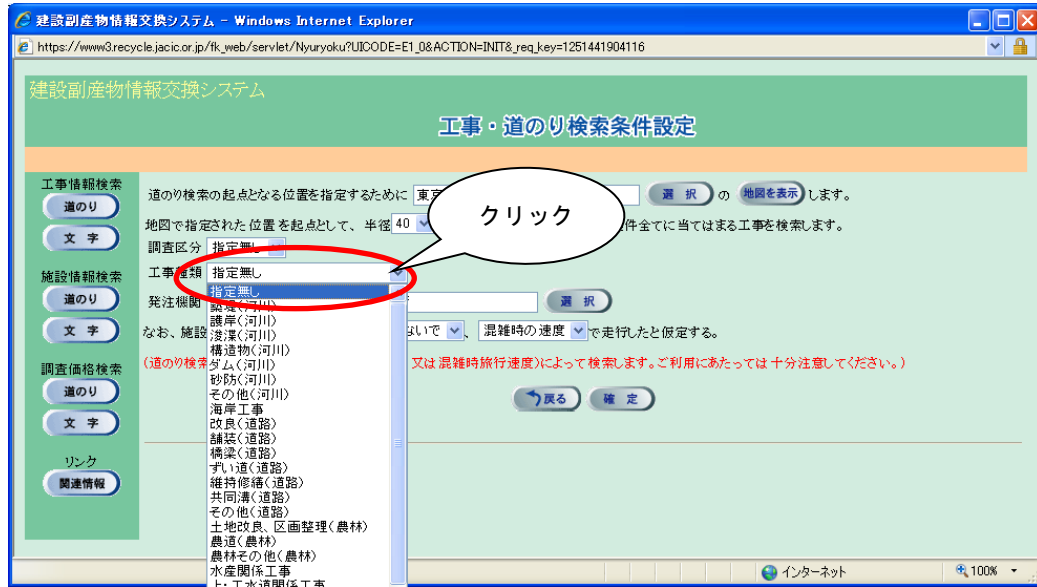 建設副産物情報交換システム - Windows Internet Explorer
https://www3.recycle.jacic.or.jp/fk_web/servlet/Nyuryoku?UICODE=E1_0&ACTION=INIT&_req_key=1251441904116
建設副産物情報交換システム
工事・道のり検索条件設定
工事情報検索
道のり
文 字
施設情報検索
道のり
文 字
調査価格検索
道のり
文 字
リンク
関連情報
道のり検索の起点となる位置を指定するために 東京 選 択 の 地図を表示 します。
地図で指定された位置を起点として、半径 40 件全てに当てはまる工事を検索します。
クリック
調査区分 指定無し
工事種類 指定無し
発注機関 選 択
なお、施設 ないで 、 混雑時の速度 で走行したと仮定する。
(道のり検索 又は混雑時旅行速度)によって検索します。ご利用にあたっては十分注意してください。)
戻る 確 定
指定無し
築堤(河川)
護岸(河川)
浚渫(河川)
構造物(河川)
ダム(河川)
砂防(河川)
その他(河川)
海岸工事
改良(道路)
舗装(道路)
橋梁(道路)
ずい道(道路)
維持修繕(道路)
共同溝(道路)
その他(道路)
土地改良、区画整理(農林)
農道(農林)
農林その他(農林)
水産関係工事
上・工水道関係工事
インターネット
100%